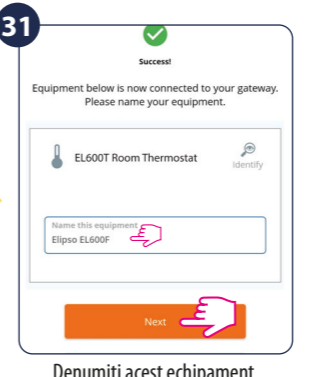 31
Success!
Equipment below is now connected to your gateway.
Please name your equipment.
EL600T Room Thermostat
Identify
Name this equipment
Elipso EL600F
Next
Denumiți acest echipament